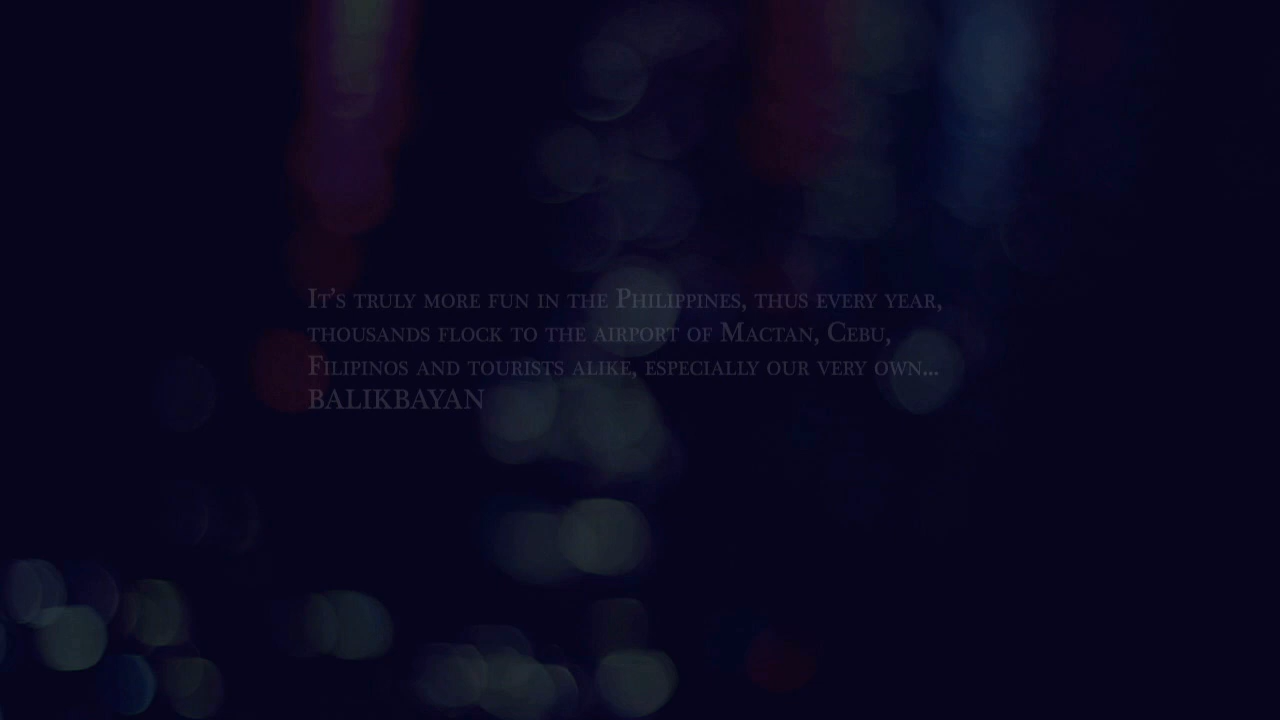 It's truly more fun in the Philippines, thus every year,
thousands flock to the airport of Mactan, Cebu,
Filipinos and tourists alike, especially our very own...
BALIKBAYAN